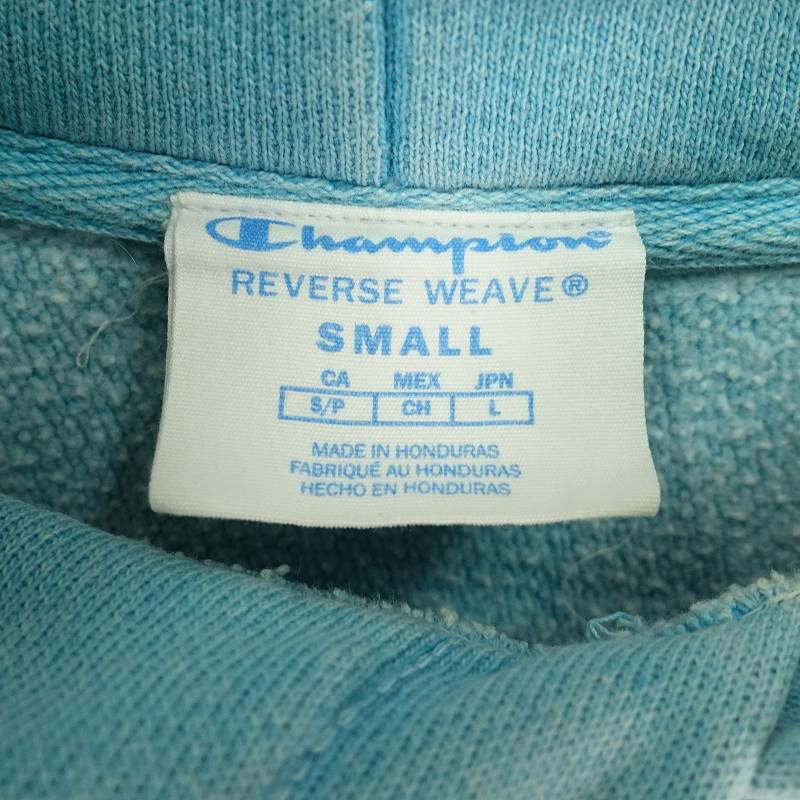 Champion
REVERSE WEAVE®
SMALL
CA MEX JPN
S/P CH L
MADE IN HONDURAS
FABRIQUÉ AU HONDURAS
HECHO EN HONDURAS